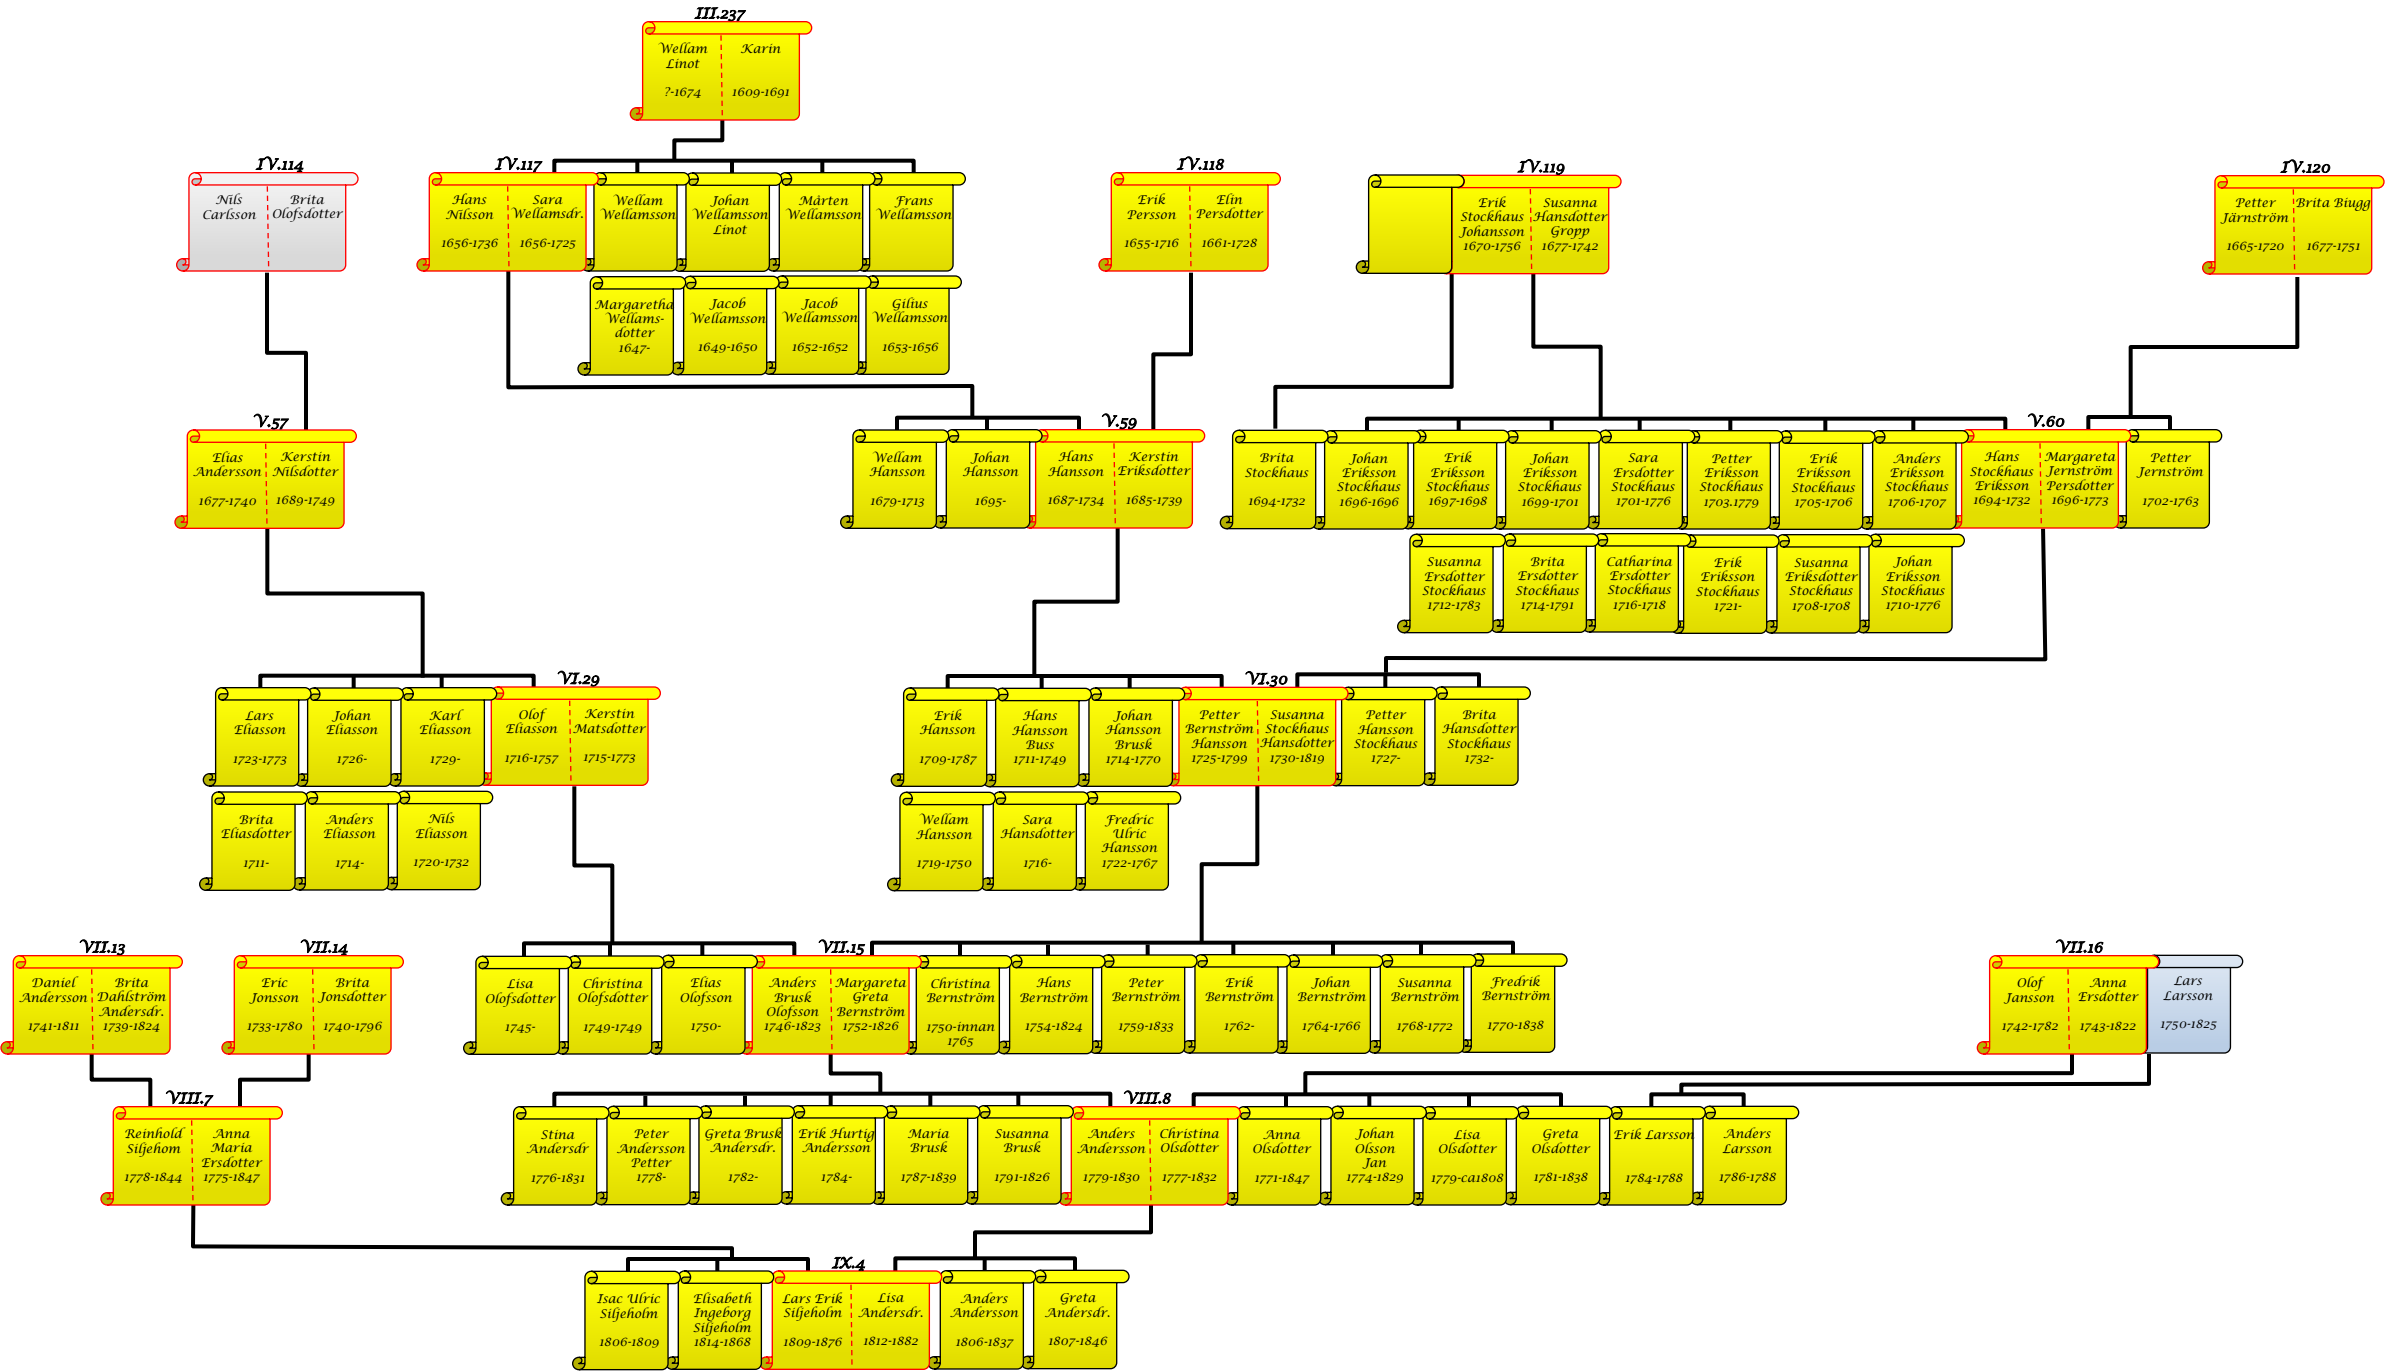 III.237
Wellam
Linot
?-1674
Karin
1609-1691
IV.114
Nils
Carlsson
Brita
Olofsdotter
IV.117
Hans
Nilsson
1656-1736
Sara
Wellamsdr.
1656-1725
Wellam
Wellamsson
Johan
Wellamsson
Linot
Mårten
Wellamsson
Frans
Wellamsson
IV.118
Erik
Persson
1655-1716
Elin
Persdotter
1661-1728
IV.119
Erik
Stockhaus
Johansson
1670-1756
Susanna
Hansdotter
Gropp
1677-1742
IV.120
Petter
Järnström
1665-1720
Brita Biugg
1677-1751
Margaretha
Wellams-
dotter
1647-
Jacob
Wellamsson
1649-1650
Jacob
Wellamsson
1652-1652
Gilius
Wellamsson
1653-1656
V.57
Elias
Andersson
1677-1740
Kerstin
Nilsdotter
1689-1749
Wellam
Hansson
1679-1713
Johan
Hansson
1695-
V.59
Hans
Hansson
1687-1734
Kerstin
Eriksdotter
1685-1739
Brita
Stockhaus
1694-1732
Johan
Eriksson
Stockhaus
1696-1696
Erik
Eriksson
Stockhaus
1697-1698
Johan
Eriksson
Stockhaus
1699-1701
Sara
Ersdotter
Stockhaus
1701-1776
Petter
Eriksson
Stockhaus
1703.1779
Erik
Eriksson
Stockhaus
1705-1706
Anders
Eriksson
Stockhaus
1706-1707
V.60
Hans
Stockhaus
Eriksson
1694-1732
Margareta
Jernström
Persdotter
1696-1773
Petter
Jernström
1702-1763
Susanna
Ersdotter
Stockhaus
1712-1783
Brita
Ersdotter
Stockhaus
1714-1791
Catharina
Ersdotter
Stockhaus
1716-1718
Erik
Eriksson
Stockhaus
1721-
Susanna
Eriksdotter
Stockhaus
1708-1708
Johan
Eriksson
Stockhaus
1710-1776
Lars
Eliasson
1723-1773
Johan
Eliasson
1726-
Karl
Eliasson
1729-
VI.29
Olof
Eliasson
1716-1757
Kerstin
Matsdotter
1715-1773
Erik
Hansson
1709-1787
Hans
Hansson
Buss
1711-1749
Johan
Hansson
Brusk
1714-1770
VI.30
Petter
Bernström
Hansson
1725-1799
Susanna
Stockhaus
Hansdotter
1730-1819
Petter
Hansson
Stockhaus
1727-
Brita
Hansdotter
Stockhaus
1732-
Brita
Eliasdotter
1711-
Anders
Eliasson
1714-
Nils
Eliasson
1720-1732
Wellam
Hansson
1719-1750
Sara
Hansdotter
1716-
Fredric
Ulric
Hansson
1722-1767
VII.13
Daniel
Andersson
1741-1811
Brita
Dahlström
Andersdr.
1739-1824
VII.14
Eric
Jonsson
1733-1780
Brita
Jonsdotter
1740-1796
Lisa
Olofsdotter
1745-
Christina
Olofsdotter
1749-1749
Elias
Olofsson
1750-
VII.15
Anders
Brusk
Olofsson
1746-1823
Margareta
Greta
Bernström
1752-1826
Christina
Bernström
1750-innan
1765
Hans
Bernström
1754-1824
Peter
Bernström
1759-1833
Erik
Bernström
1762-
Johan
Bernström
1764-1766
Susanna
Bernström
1768-1772
Fredrik
Bernström
1770-1838
VII.16
Olof
Jansson
1742-1782
Anna
Ersdotter
1743-1822
Lars
Larsson
1750-1825
VIII.7
Reinhold
Siljehom
1778-1844
Anna
Maria
Ersdotter
1775-1847
Stina
Andersdr
1776-1831
Peter
Andersson
Petter
1778-
Greta Brusk
Andersdr.
1782-
Erik Hurtig
Andersson
1784-
Maria
Brusk
1787-1839
Susanna
Brusk
1791-1826
VIII.8
Anders
Andersson
1779-1830
Christina
Olsdotter
1777-1832
Anna
Olsdotter
1771-1847
Johan
Olsson
Jan
1774-1829
Lisa
Olsdotter
1779-ca1808
Greta
Olsdotter
1781-1838
Erik Larsson
1784-1788
Anders
Larsson
1786-1788
Isac Ulric
Siljeholm
1806-1809
Elisabeth
Ingeborg
Siljeholm
1814-1868
IX.4
Lars Erik
Siljeholm
1809-1876
Lisa
Andersdr.
1812-1882
Anders
Andersson
1806-1837
Greta
Andersdr.
1807-1846